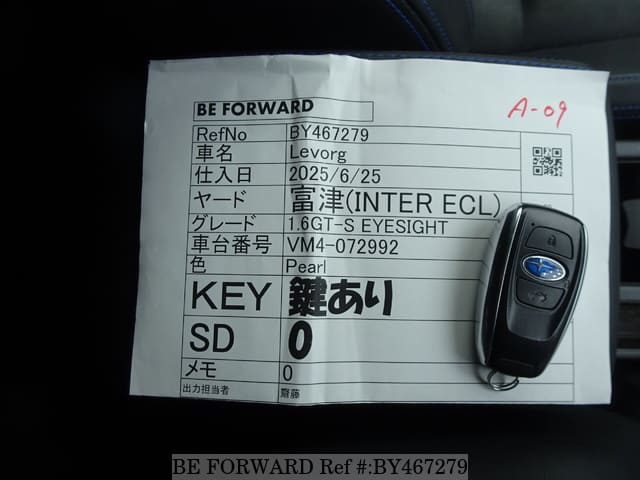 BE FORWARD
A-09
RefNo BY467279
車名 Levorg
仕入日 2025/6/25
ヤード 富津(INTER ECL)
グレード 1.6GT-S EYESIGHT
車台番号 VM4-072992
色 Pearl
KEY 鍵あり
SD 0
メモ 0
出力担当者 齋藤
BE FORWARD Ref #:BY467279